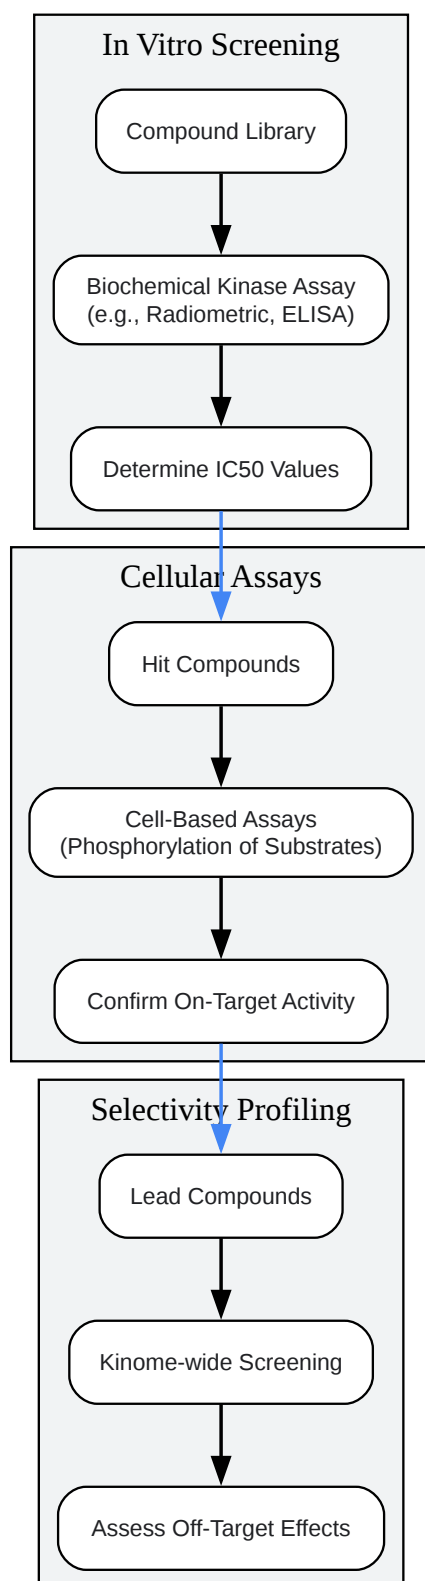 In Vitro Screening
Compound Library
Biochemical Kinase Assay
(e.g., Radiometric, ELISA)
Determine IC50 Values
Cellular Assays
Hit Compounds
Cell-Based Assays
(Phosphorylation of Substrates)
Confirm On-Target Activity
Selectivity Profiling
Lead Compounds
Kinome-wide Screening
Assess Off-Target Effects